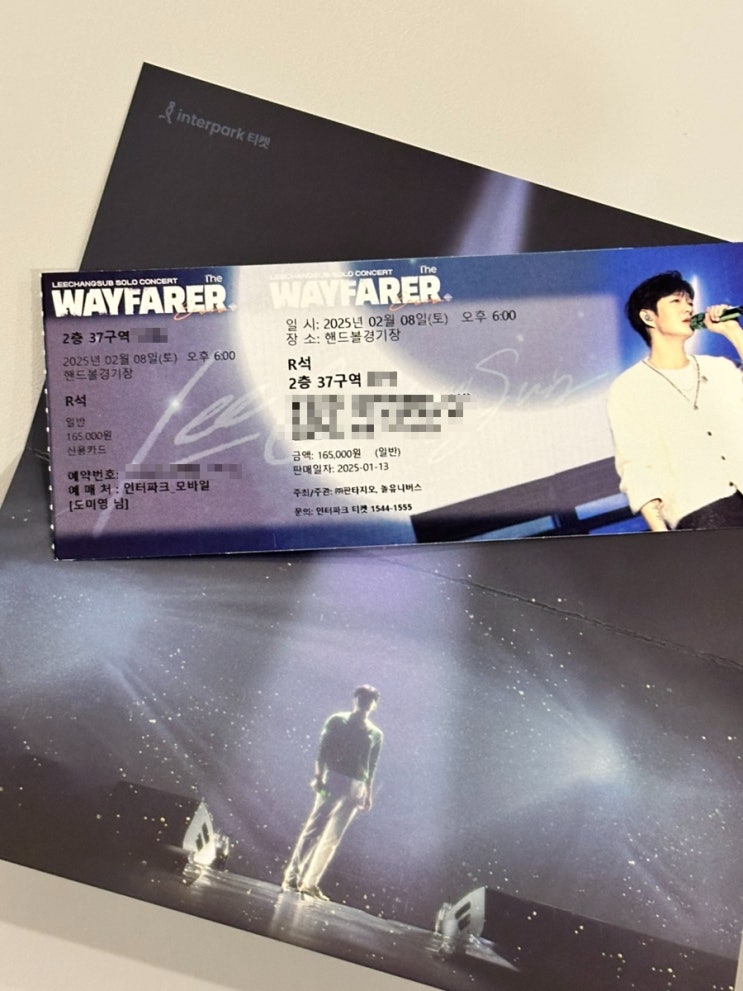 interpark 티켓
LEECHANGSUB SOLO CONCERT
The
WAYFARER
2층 37구역
2025년 02월 08일(토) 오후 6:00
핸드볼경기장
R석
일반
165,000원
신용카드
예약번호:
예 매 처 : 인터파크_모바일
[도미영 님]
LEECHANGSUB SOLO CONCERT
The
WAYFARER
일 시: 2025년 02월 08일(토) 오후 6:00
장 소: 핸드볼경기장
R석
2층 37구역
금액: 165,000원 (일반)
판매일자: 2025-01-13
주최/주관: ㈜판타지오, 놀유니버스
문의: 인터파크 티켓 1544-1555